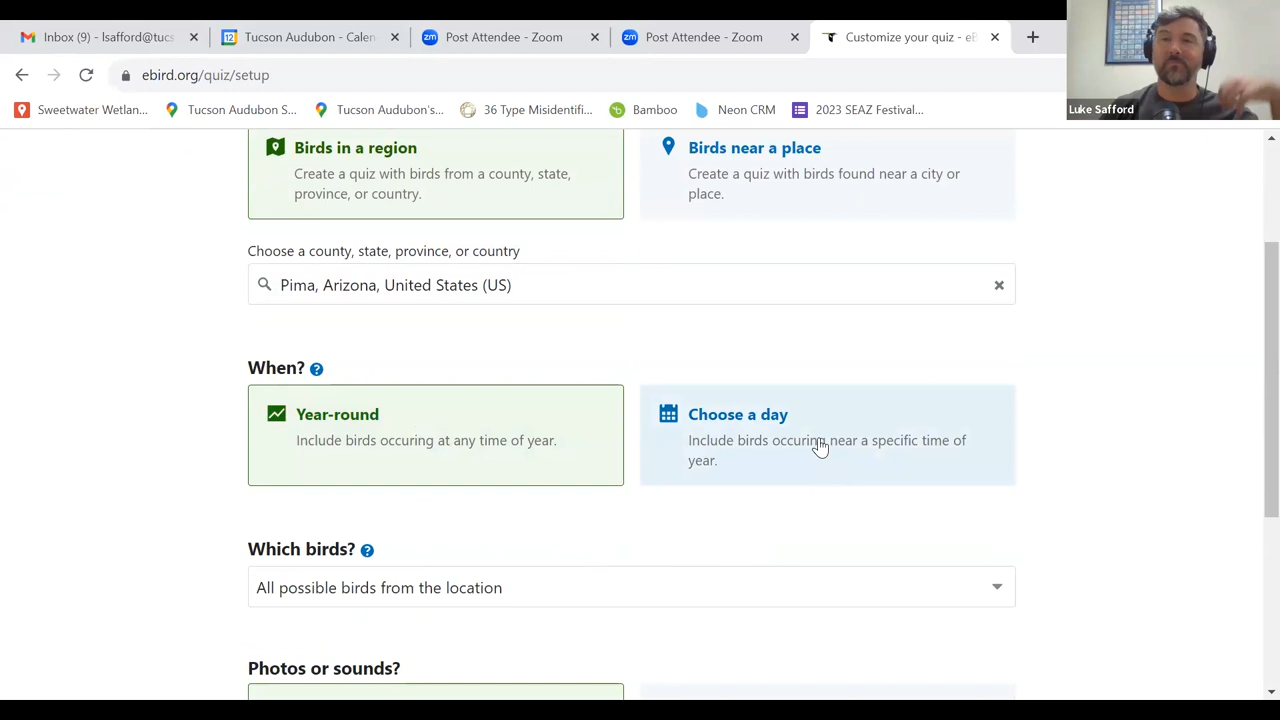 Inbox (9) - lsafford@tucs
Tucson Audubon - Calen
Post Attendee - Zoom
Post Attendee - Zoom
Customize your quiz - eB
ebird.org/quiz/setup
Sweetwater Wetlan...
Tucson Audubon S...
Tucson Audubon's...
36 Type Misidentifi...
Bamboo
Neon CRM
2023 SEAZ Festival...
Luke Safford
Birds in a region
Create a quiz with birds from a county, state,
province, or country.
Birds near a place
Create a quiz with birds found near a city or
place.
Choose a county, state, province, or country
Pima, Arizona, United States (US)
When?
Year-round
Include birds occuring at any time of year.
Choose a day
Include birds occuring near a specific time of
year.
Which birds?
All possible birds from the location
Photos or sounds?